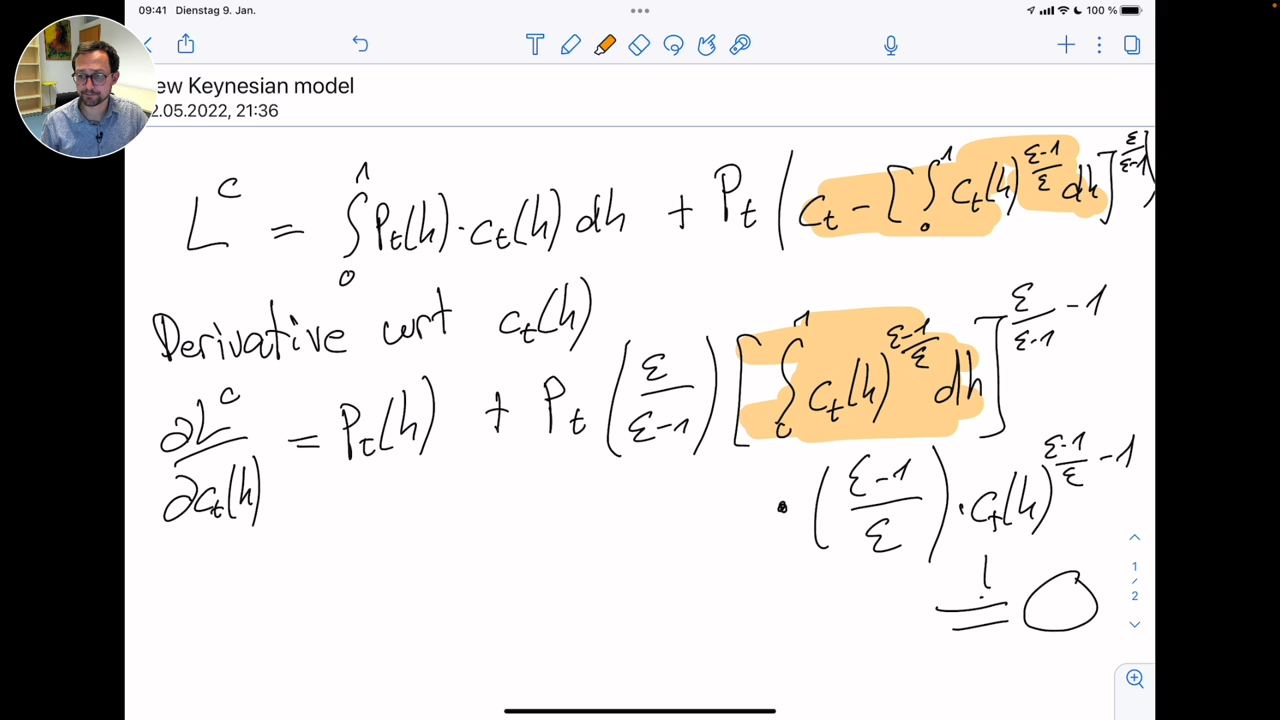 09:41 Dienstag 9. Jan. 100 %
ew Keynesian model
2.05.2022, 21:36
L^c = ∫_0^1 P_t(h) · c_t(h) dh + P_t (c_t − [∫_0^1 c_t(h)^{(ε−1)/ε} dh]^{ε/(ε−1)})
Derivative wrt c_t(h)
∂L^c/∂c_t(h) = P_t(h) + P_t (ε/(ε−1)) [∫_0^1 c_t(h)^{(ε−1)/ε} dh]^{ε/(ε−1) − 1}
· ((ε−1)/ε) · c_t(h)^{(ε−1)/ε − 1}
=! 0
1
/
2